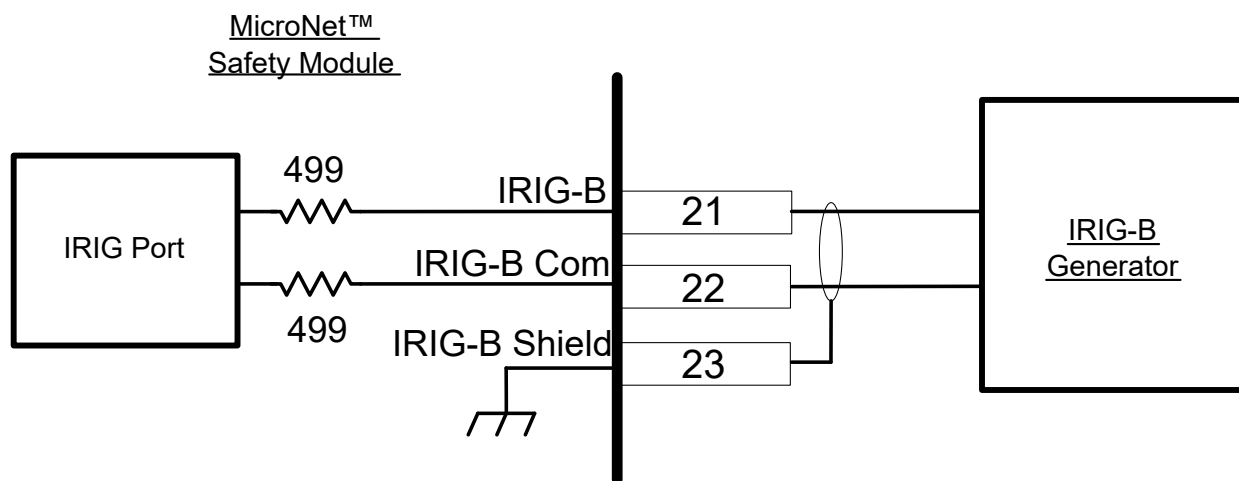 MicroNet™
Safety Module
499
IRIG-B
21
IRIG Port
IRIG-B
Generator
IRIG-B Com
22
499
IRIG-B Shield
23